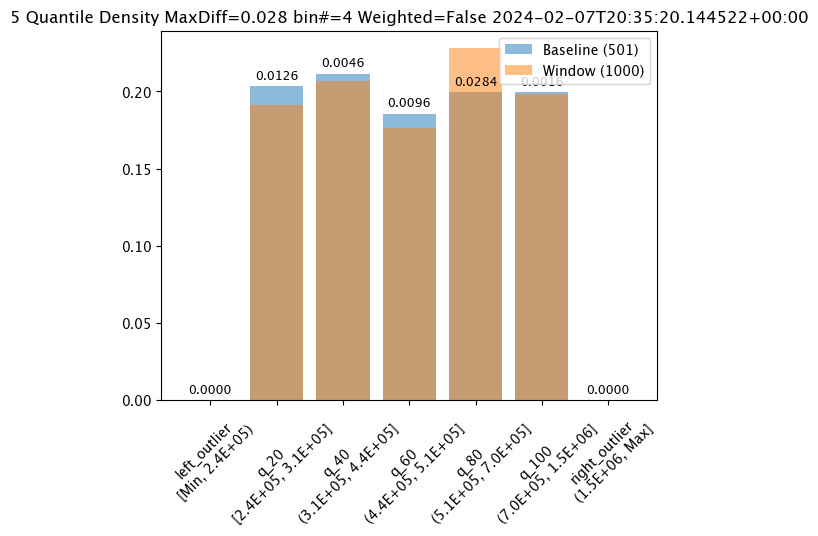 5 Quantile Density MaxDiff=0.028 bin#=4 Weighted=False 2024-02-07T20:35:20.144522+00:00
Baseline (501)
Window (1000)
0.0000
0.0126
0.0046
0.0096
0.0284
0.0016
0.0000
0.20
0.15
0.10
0.05
0.00
left_outlier
[Min, 2.4E+05)
q_20
[2.4E+05, 3.1E+05]
q_40
(3.1E+05, 4.4E+05]
q_60
(4.4E+05, 5.1E+05]
q_80
(5.1E+05, 7.0E+05]
q_100
(7.0E+05, 1.5E+06]
right_outlier
(1.5E+06, Max]